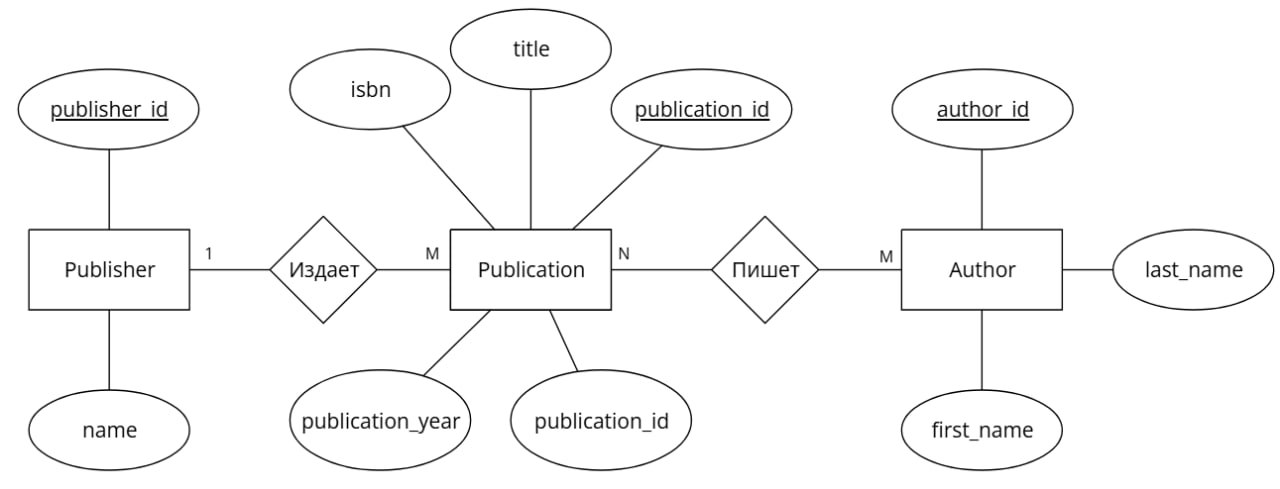 title
isbn
publisher_id
publication_id
author_id
1
M
N
M
Publisher
Издает
Publication
Пишет
Author
last_name
publication_year
publication_id
name
first_name